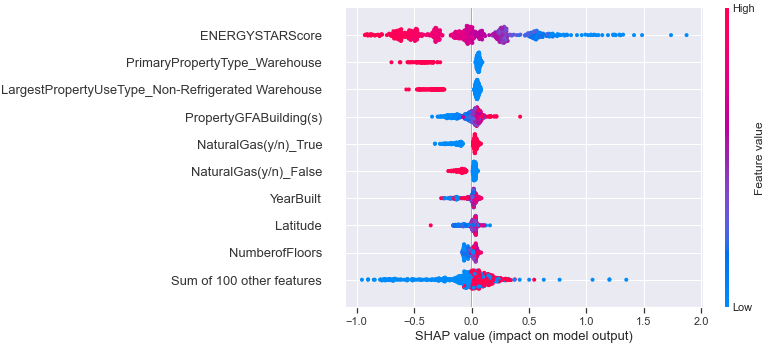 High
ENERGYSTARScore
PrimaryPropertyType_Warehouse
LargestPropertyUseType_Non-Refrigerated Warehouse
PropertyGFABuilding(s)
NaturalGas(y/n)_True
NaturalGas(y/n)_False
YearBuilt
Latitude
NumberofFloors
Sum of 100 other features
Feature value
Low
−1.0 −0.5 0.0 0.5 1.0 1.5 2.0
SHAP value (impact on model output)